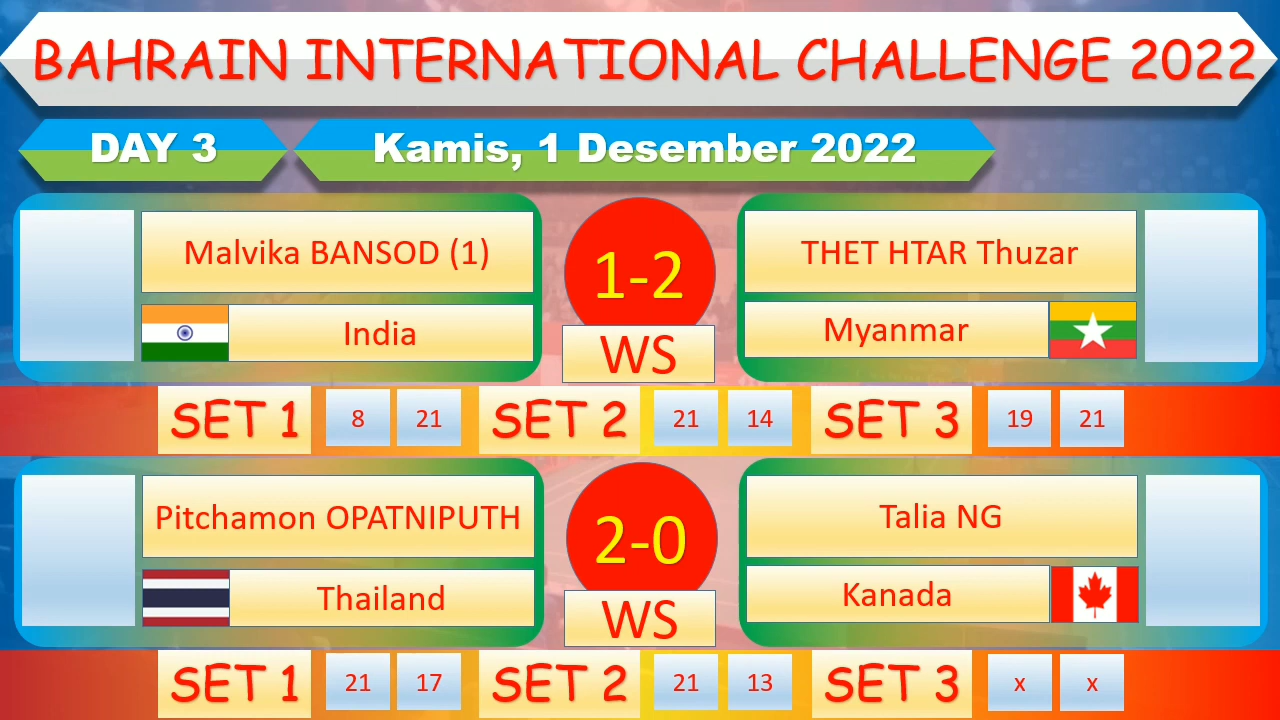 BAHRAIN INTERNATIONAL CHALLENGE 2022
DAY 3
Kamis, 1 Desember 2022
Malvika BANSOD (1)
India
1-2
WS
THET HTAR Thuzar
Myanmar
SET 1 8 21 SET 2 21 14 SET 3 19 21
Pitchamon OPATNIPUTH
Thailand
2-0
WS
Talia NG
Kanada
SET 1 21 17 SET 2 21 13 SET 3 x x